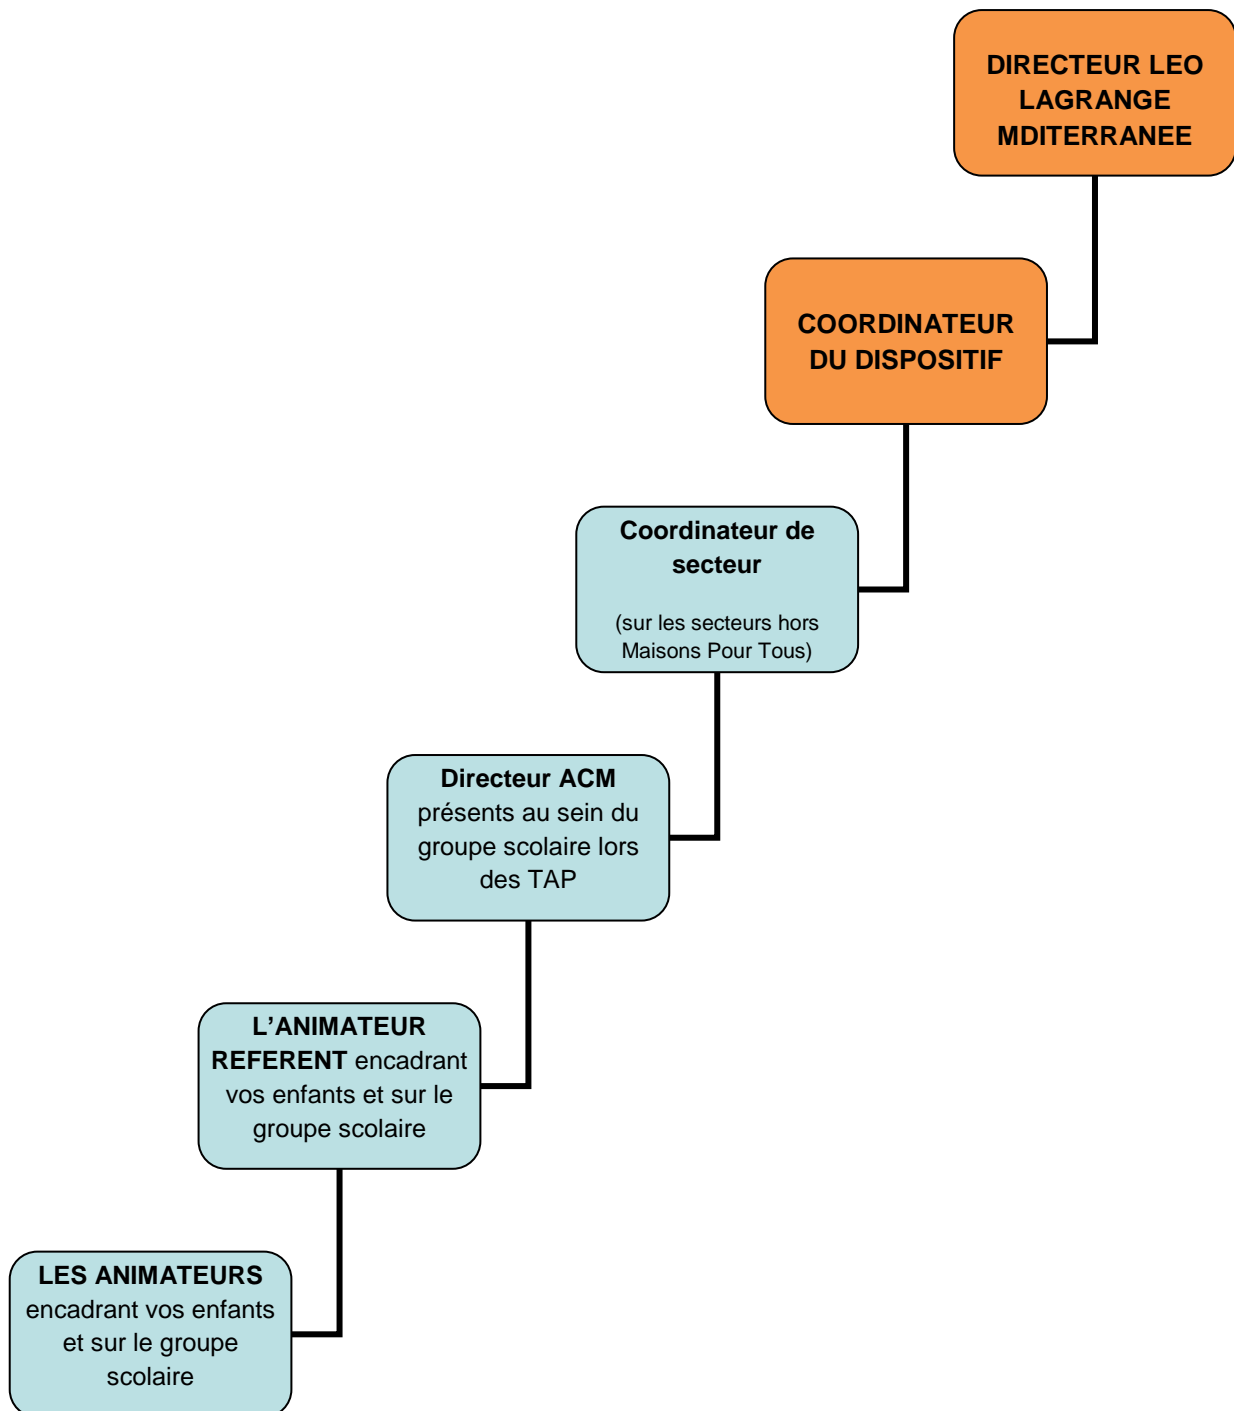 DIRECTEUR LEO
LAGRANGE
MDITERRANEE
COORDINATEUR
DU DISPOSITIF
Coordinateur de
secteur
(sur les secteurs hors
Maisons Pour Tous)
Directeur ACM
présents au sein du
groupe scolaire lors
des TAP
L’ANIMATEUR
REFERENT encadrant
vos enfants et sur le
groupe scolaire
LES ANIMATEURS
encadrant vos enfants
et sur le groupe
scolaire